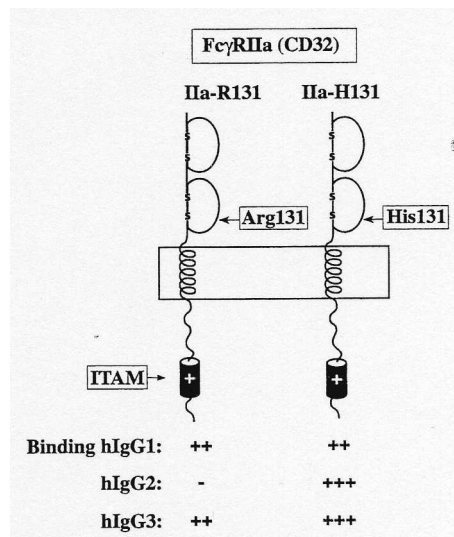 FcγRIIa (CD32)
IIa-R131 IIa-H131
S
S
S
S
S
S
S
S
Arg131 His131
ITAM + +
Binding hIgG1: ++ ++
hIgG2: - +++
hIgG3: ++ +++